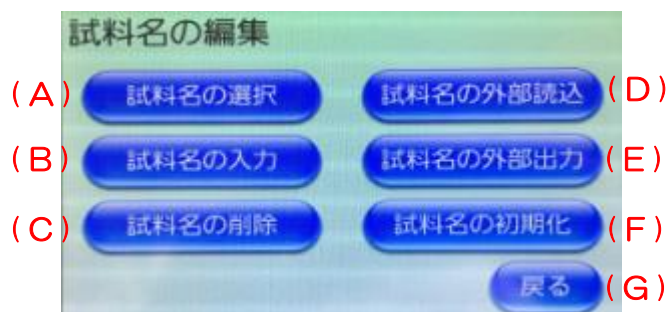 試料名の編集
(A) 試料名の選択 試料名の外部読込 (D)
(B) 試料名の入力 試料名の外部出力 (E)
(C) 試料名の削除 試料名の初期化 (F)
戻る (G)